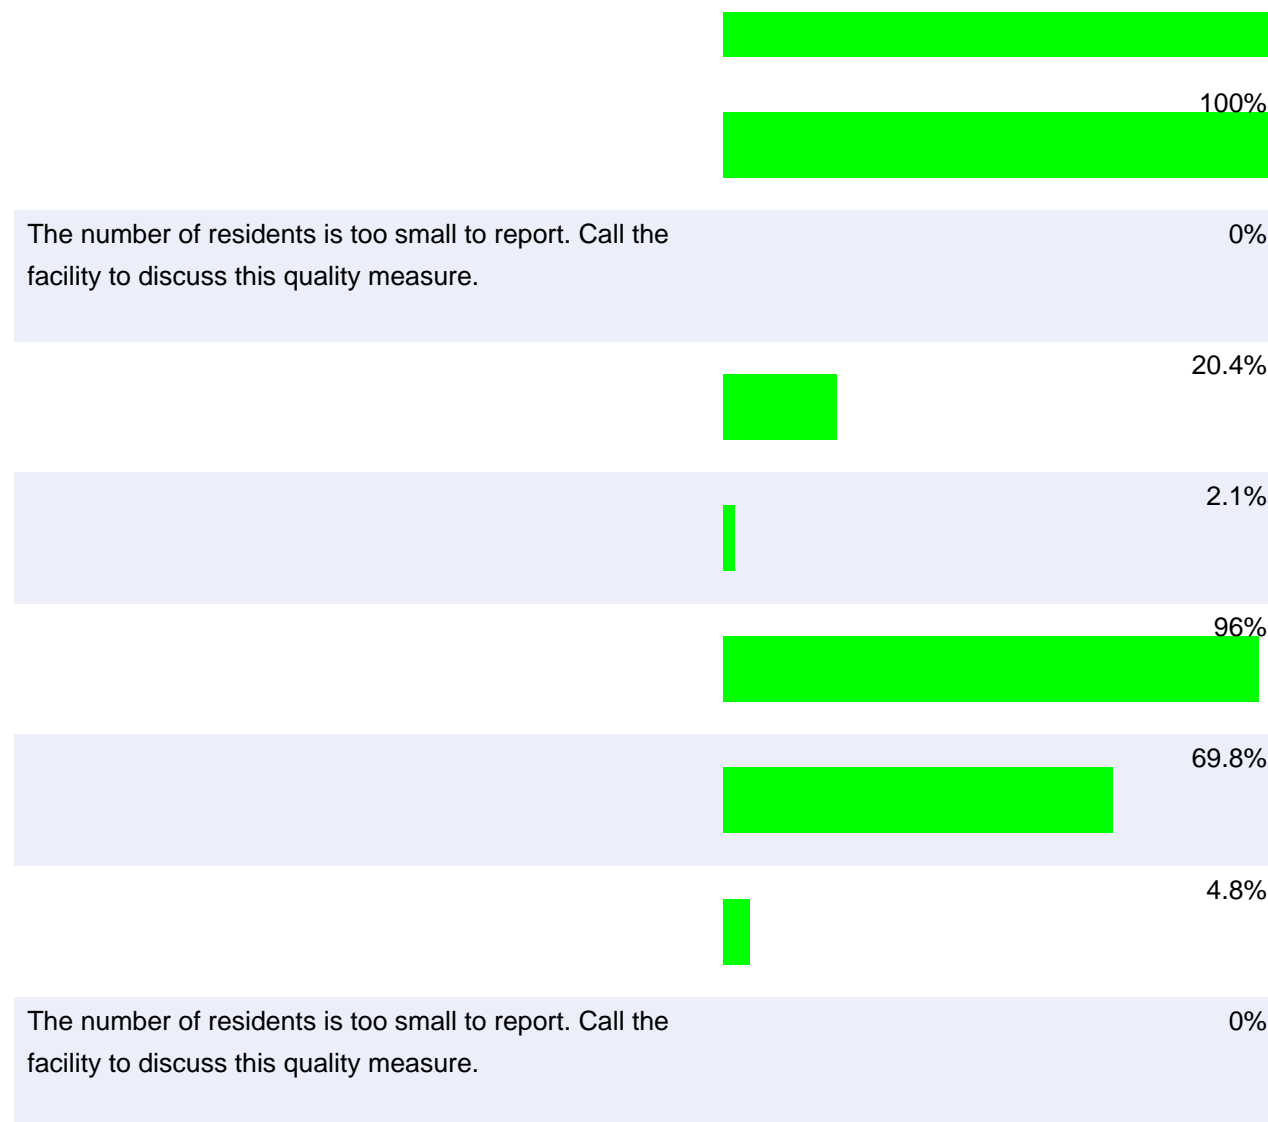 100%
The number of residents is too small to report. Call the
0%
facility to discuss this quality measure.
20.4%
2.1%
96%
69.8%
4.8%
The number of residents is too small to report. Call the
0%
facility to discuss this quality measure.